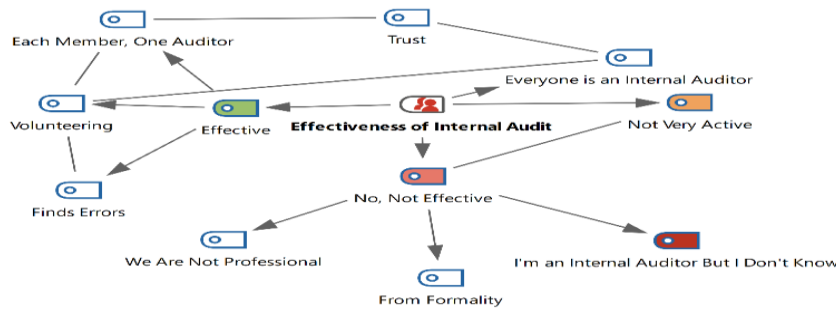 Each Member, One Auditor
Trust
Everyone is an Internal Auditor
Volunteering
Effective
Effectiveness of Internal Audit
Not Very Active
Finds Errors
No, Not Effective
We Are Not Professional
I'm an Internal Auditor But I Don't Know
From Formality